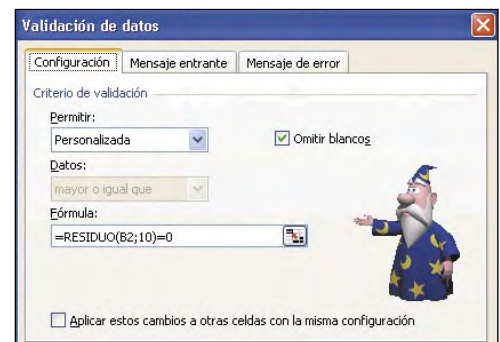 Validación de datos
Configuración Mensaje entrante Mensaje de error
Criterio de validación
Permitir:
Personalizada Omitir blancos
Datos:
mayor o igual que
Fórmula:
=RESIDUO(B2;10)=0
Aplicar estos cambios a otras celdas con la misma configuración